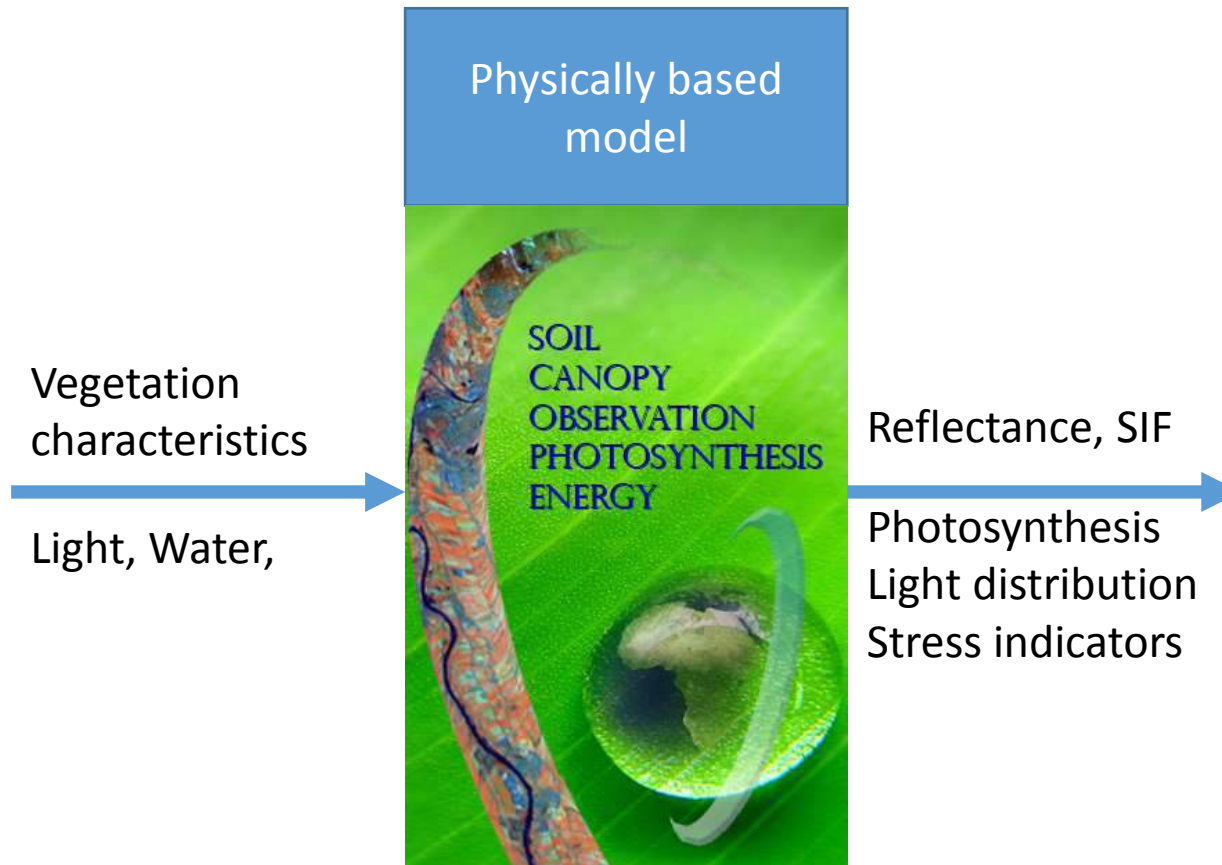 Physically based
model
SOIL
CANOPY
OBSERVATION
PHOTOSYNTHESIS
ENERGY
Vegetation
characteristics
Light, Water,
Reflectance, SIF
Photosynthesis
Light distribution
Stress indicators